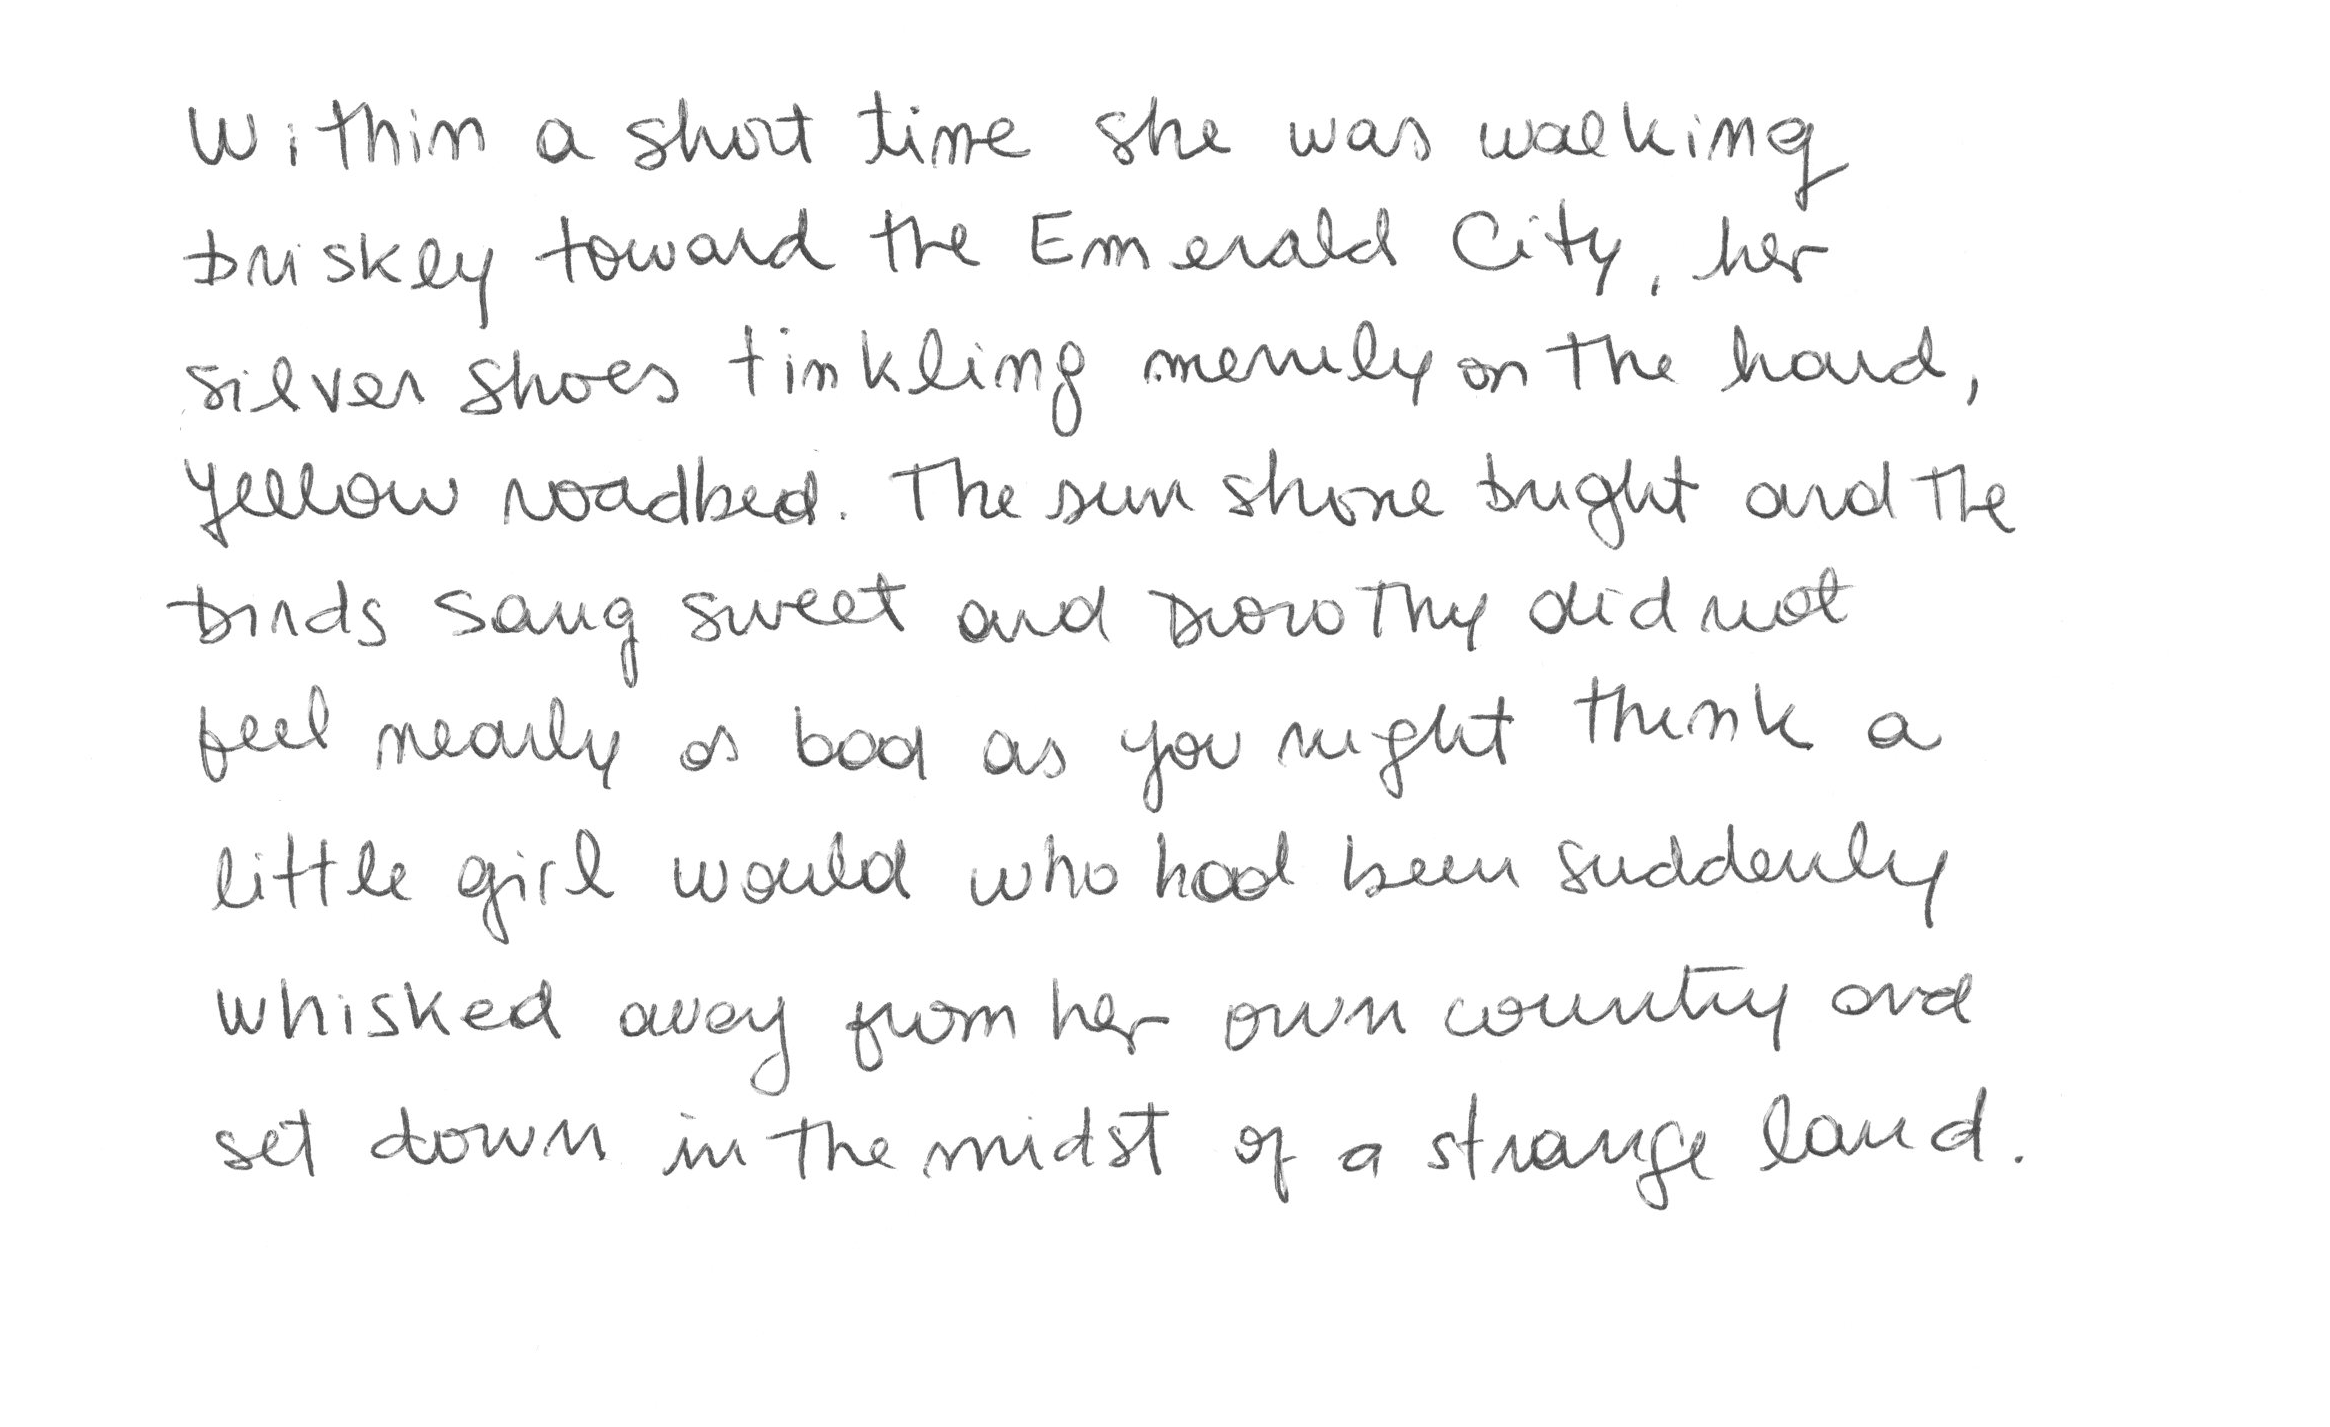 Within a short time she was walking
briskly toward the Emerald City, her
silver shoes tinkling merrily on the hard,
yellow roadbed. The sun shone bright and the
birds sang sweet and Dorothy did not
feel nearly as bad as you might think a
little girl would who had been suddenly
whisked away from her own country and
set down in the midst of a strange land.